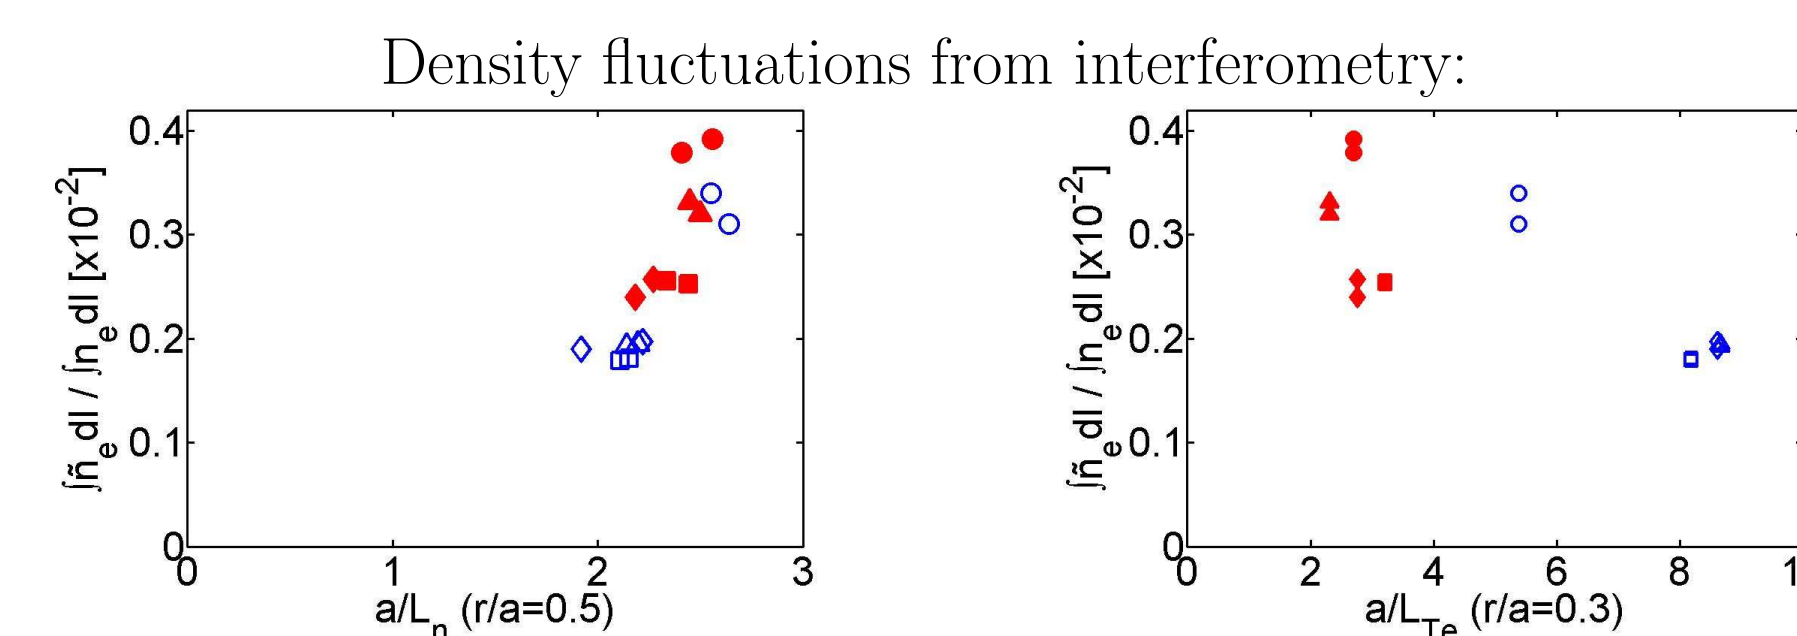 Density fluctuations from interferometry:
∫ñₑdl / ∫nₑdl [x10⁻²]
0.4
0.3
0.2
0.1
0
0 1 2 3
a/Lₙ (r/a=0.5)
∫ñₑdl / ∫nₑdl [x10⁻²]
0.4
0.3
0.2
0.1
0
0 2 4 6 8 1
a/L_Te (r/a=0.3)